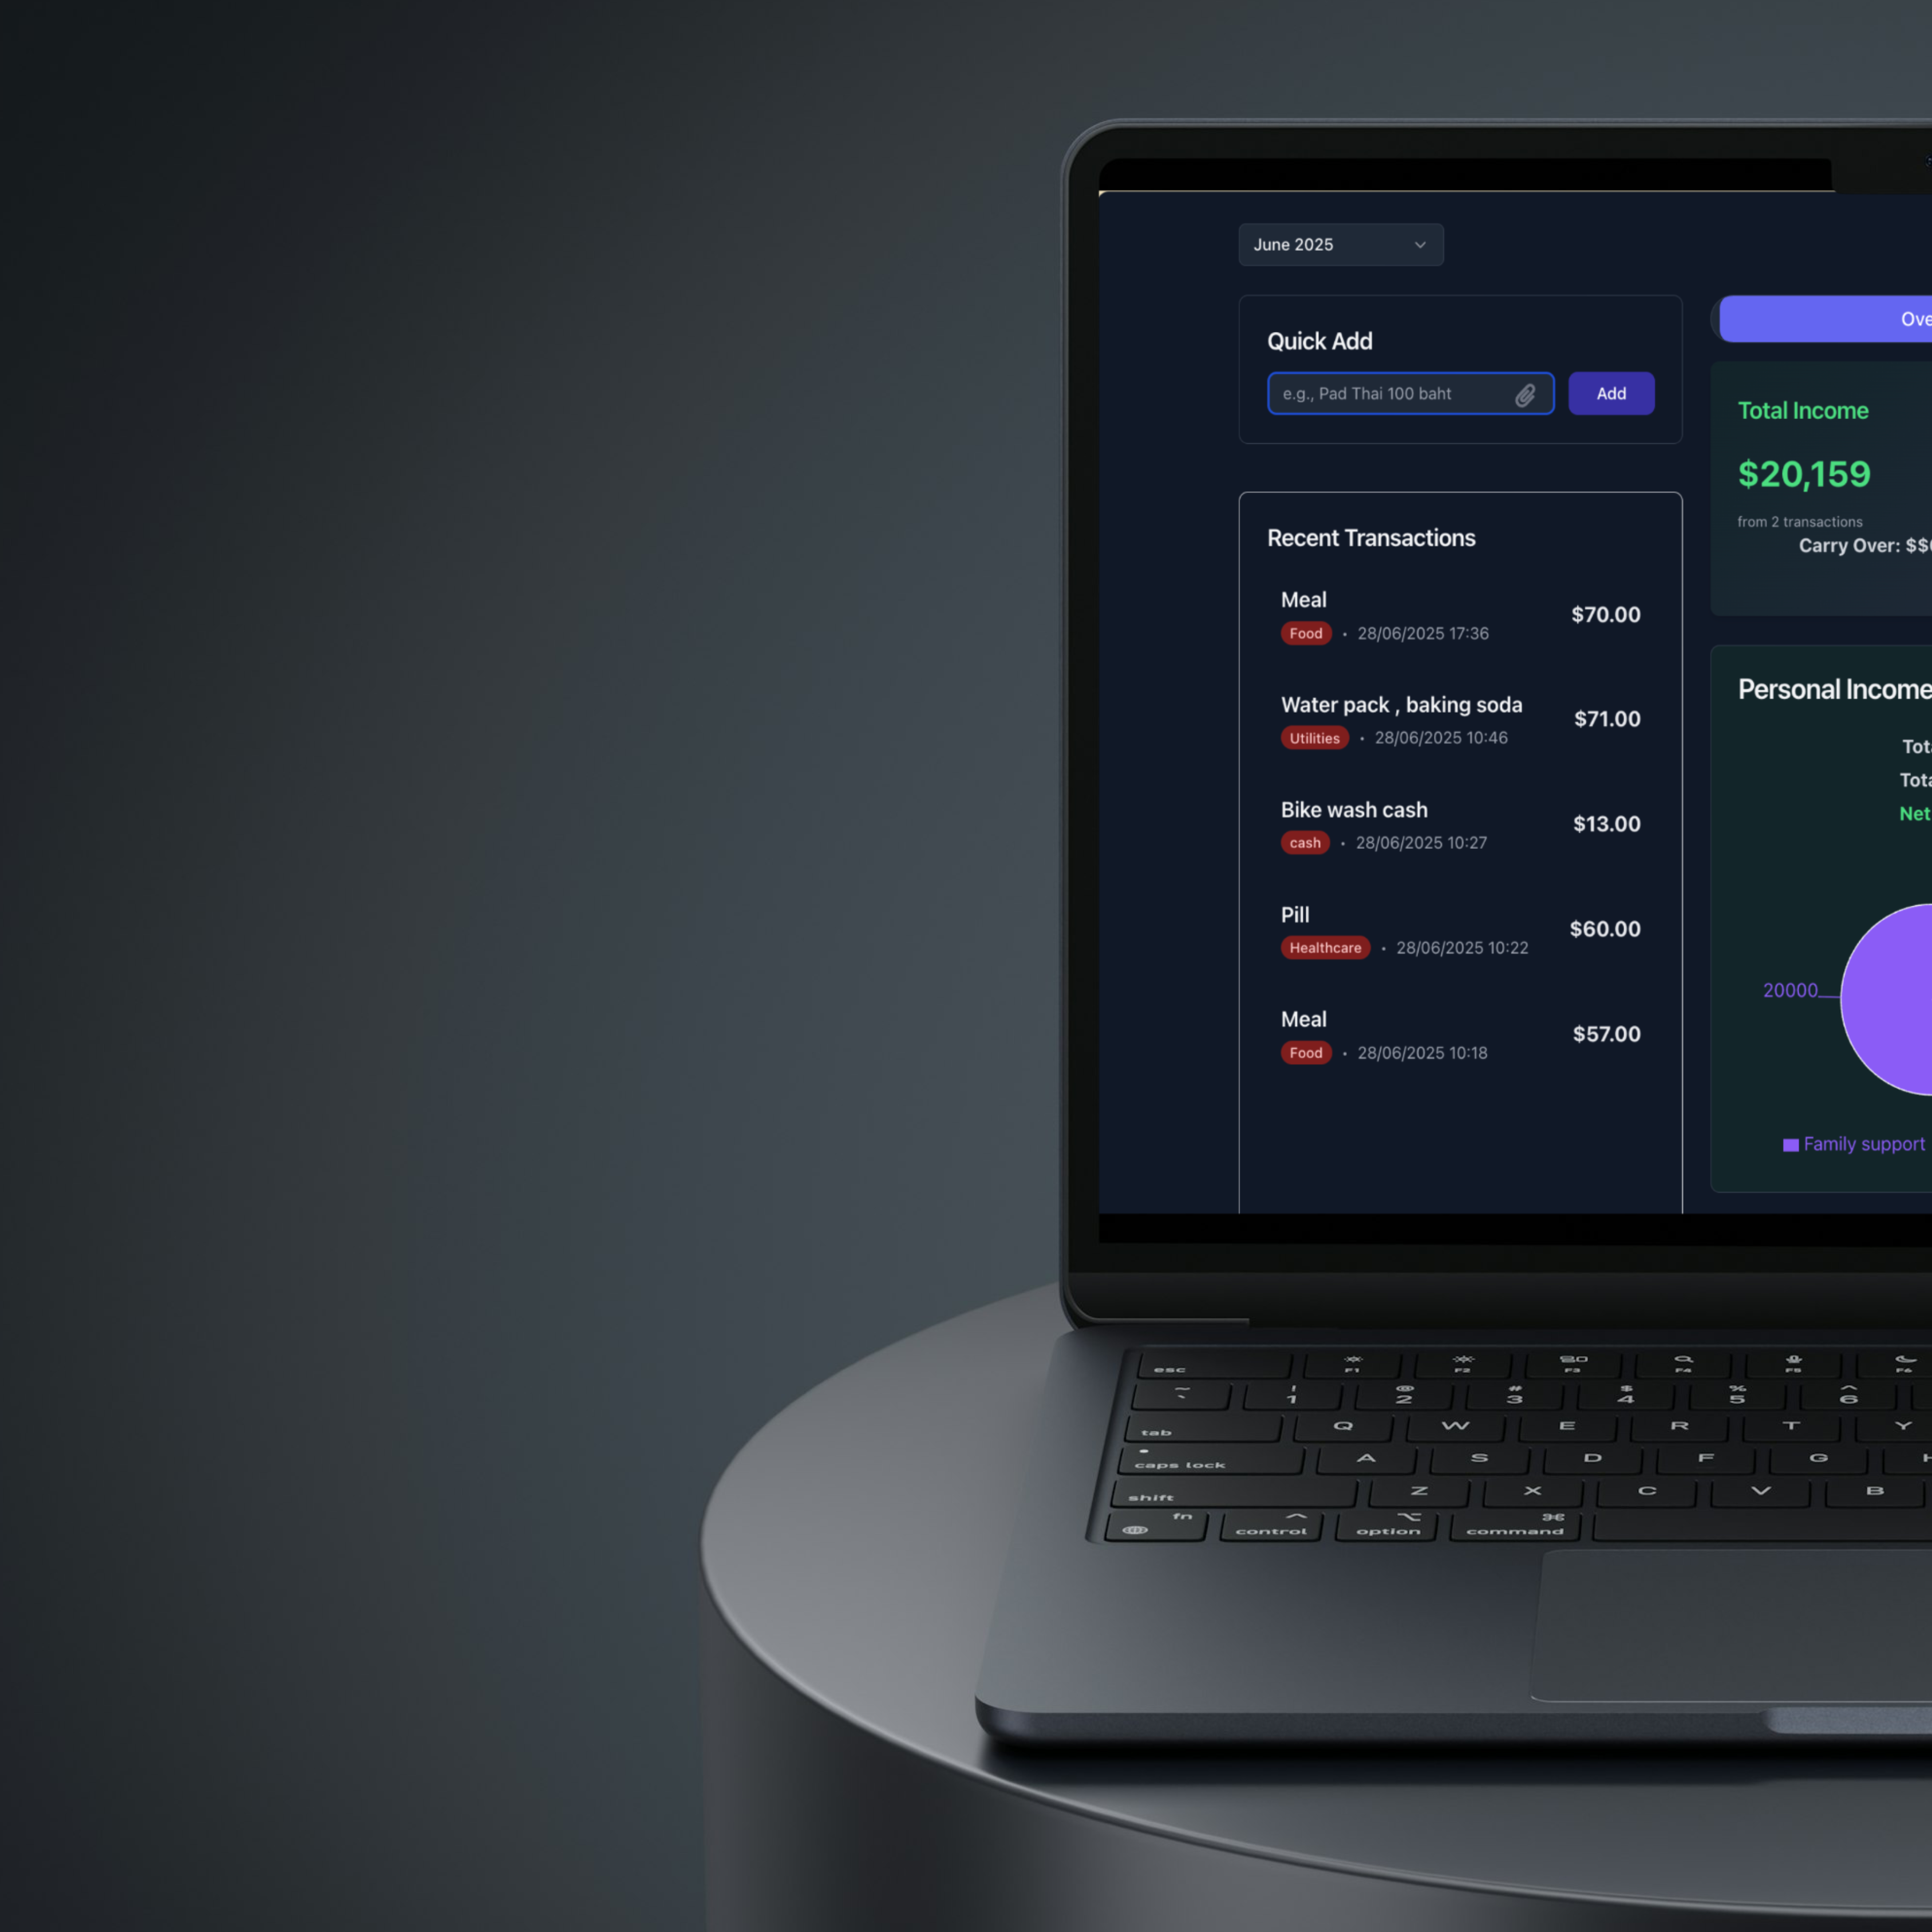 June 2025
Quick Add
e.g., Pad Thai 100 baht
Add
Recent Transactions
Meal
$70.00
Food • 28/06/2025 17:36
Water pack , baking soda
$71.00
Utilities • 28/06/2025 10:46
Bike wash cash
$13.00
cash • 28/06/2025 10:27
Pill
$60.00
Healthcare • 28/06/2025 10:22
Meal
$57.00
Food • 28/06/2025 10:18
Ove
Total Income
$20,159
from 2 transactions
Carry Over: $$
Personal Income
Tot
Tota
Net
20000
Family support
esc F1 F2 F3 F4 F5 F6
~ ` ! 1 @ 2 # 3 $ 4 % 5 ^ 6
tab Q W E R T Y
caps lock A S D F G
shift Z X C V B
fn control option command